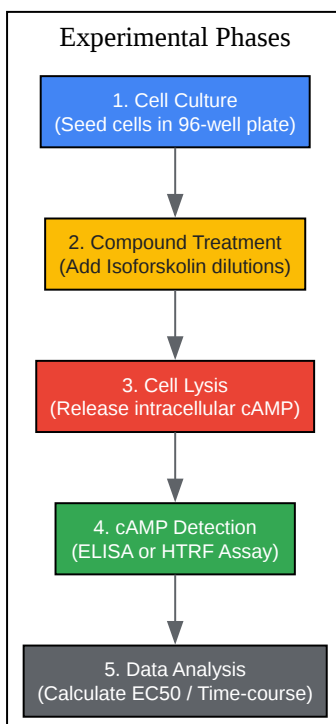 Experimental Phases
1. Cell Culture
(Seed cells in 96-well plate)
2. Compound Treatment
(Add Isoforskolin dilutions)
3. Cell Lysis
(Release intracellular cAMP)
4. cAMP Detection
(ELISA or HTRF Assay)
5. Data Analysis
(Calculate EC50 / Time-course)